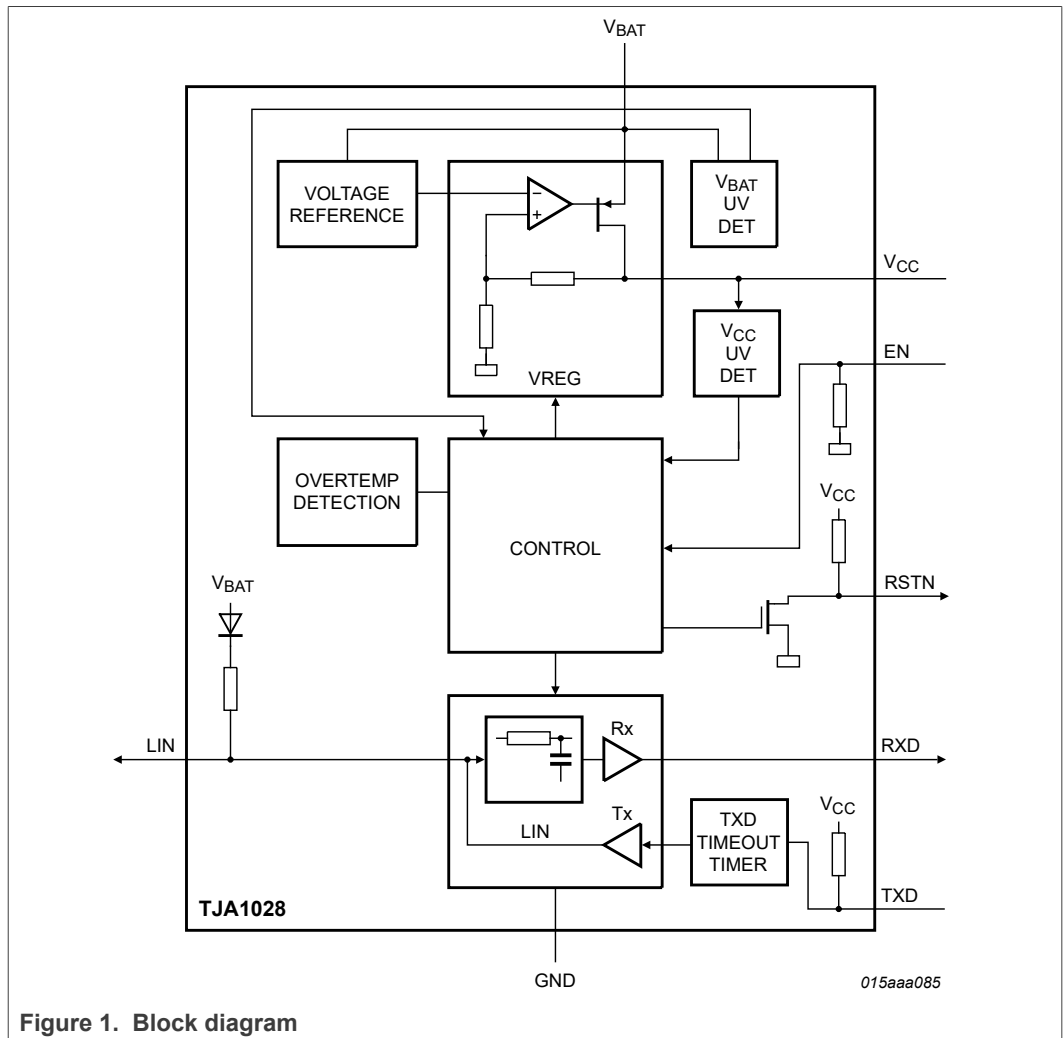 VBAT
VOLTAGE
REFERENCE
−
+
VREG
VBAT
UV
DET
VCC
VCC
UV
DET
EN
OVERTEMP
DETECTION
CONTROL
VCC
RSTN
VBAT
LIN
Rx
RXD
Tx
LIN
TXD
TIMEOUT
TIMER
VCC
TXD
TJA1028
GND
015aaa085
Figure 1. Block diagram